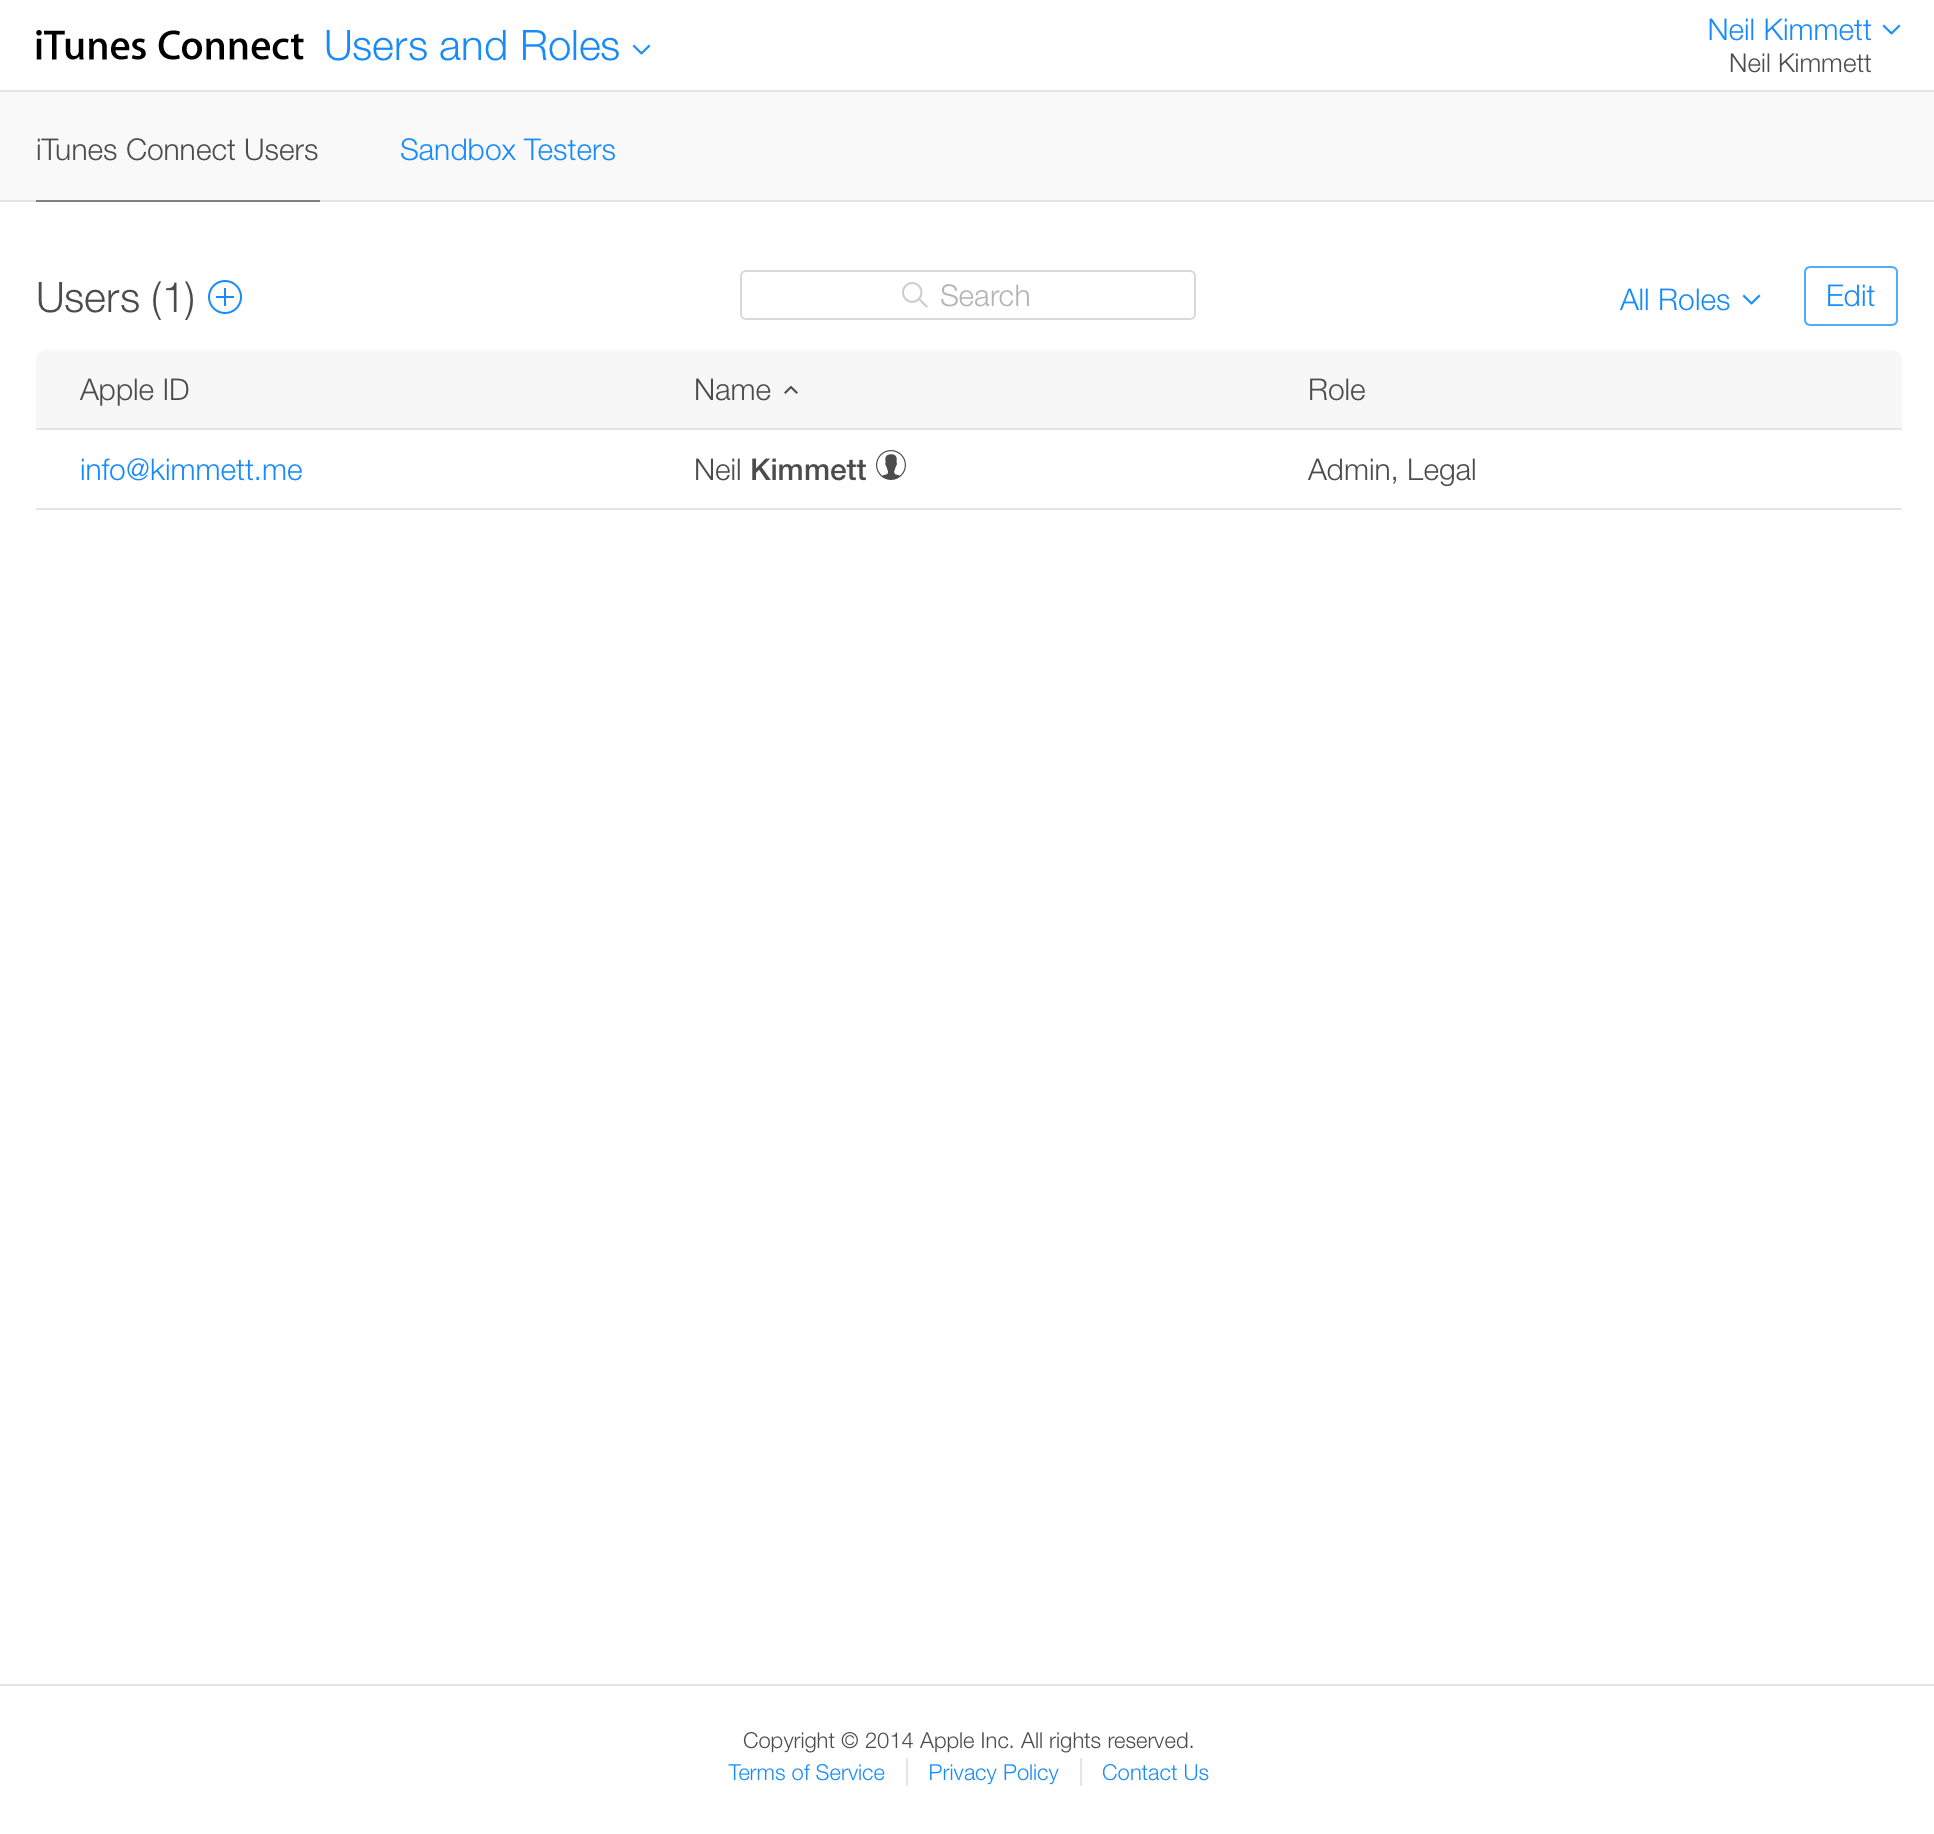 iTunes Connect Users and Roles
Neil Kimmett
Neil Kimmett
iTunes Connect Users Sandbox Testers
Users (1) Search All Roles Edit
Apple ID Name Role
info@kimmett.me Neil Kimmett Admin, Legal
Copyright © 2014 Apple Inc. All rights reserved.
Terms of Service Privacy Policy Contact Us